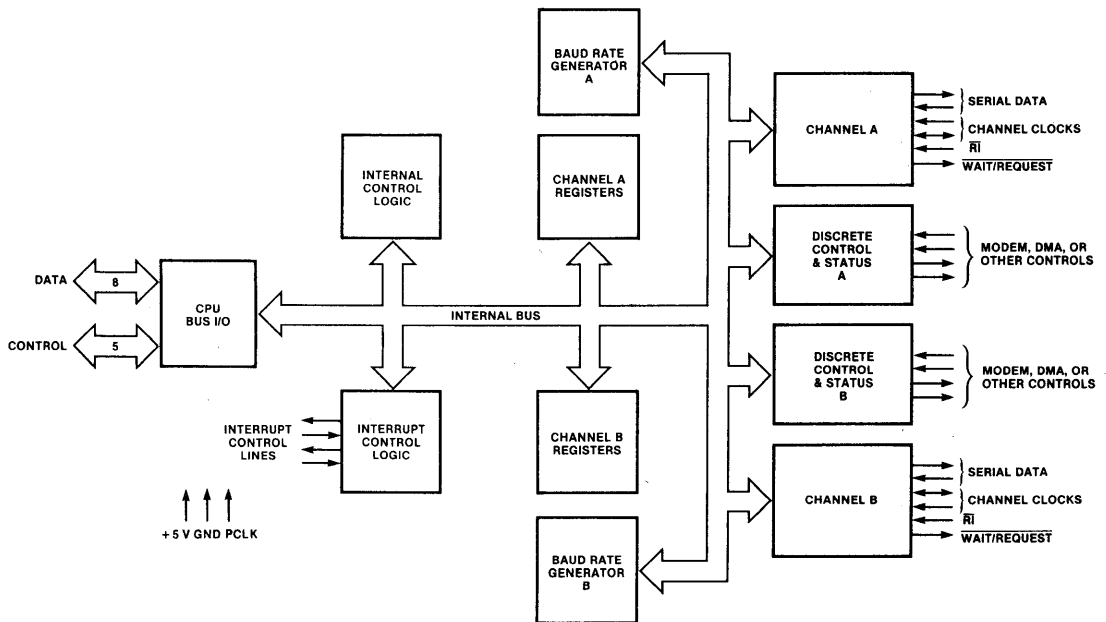 BAUD RATE
GENERATOR
A
CHANNEL A
SERIAL DATA
CHANNEL CLOCKS
RI
WAIT/REQUEST
INTERNAL
CONTROL
LOGIC
CHANNEL A
REGISTERS
DISCRETE
CONTROL
& STATUS
A
MODEM, DMA, OR
OTHER CONTROLS
DATA
8
CPU
BUS I/O
CONTROL
5
INTERNAL BUS
DISCRETE
CONTROL
& STATUS
B
MODEM, DMA, OR
OTHER CONTROLS
INTERRUPT
CONTROL
LINES
INTERRUPT
CONTROL
LOGIC
CHANNEL B
REGISTERS
CHANNEL B
SERIAL DATA
CHANNEL CLOCKS
RI
WAIT/REQUEST
+5 V GND PCLK
BAUD RATE
GENERATOR
B